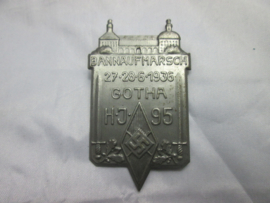 BANNAUFMARSCH
27-28-6-1936
GOTHA
HJ 95